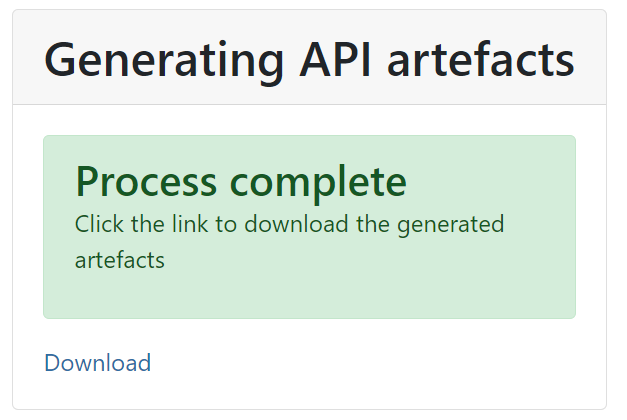 Generating API artefacts
Process complete
Click the link to download the generated
artefacts
Download